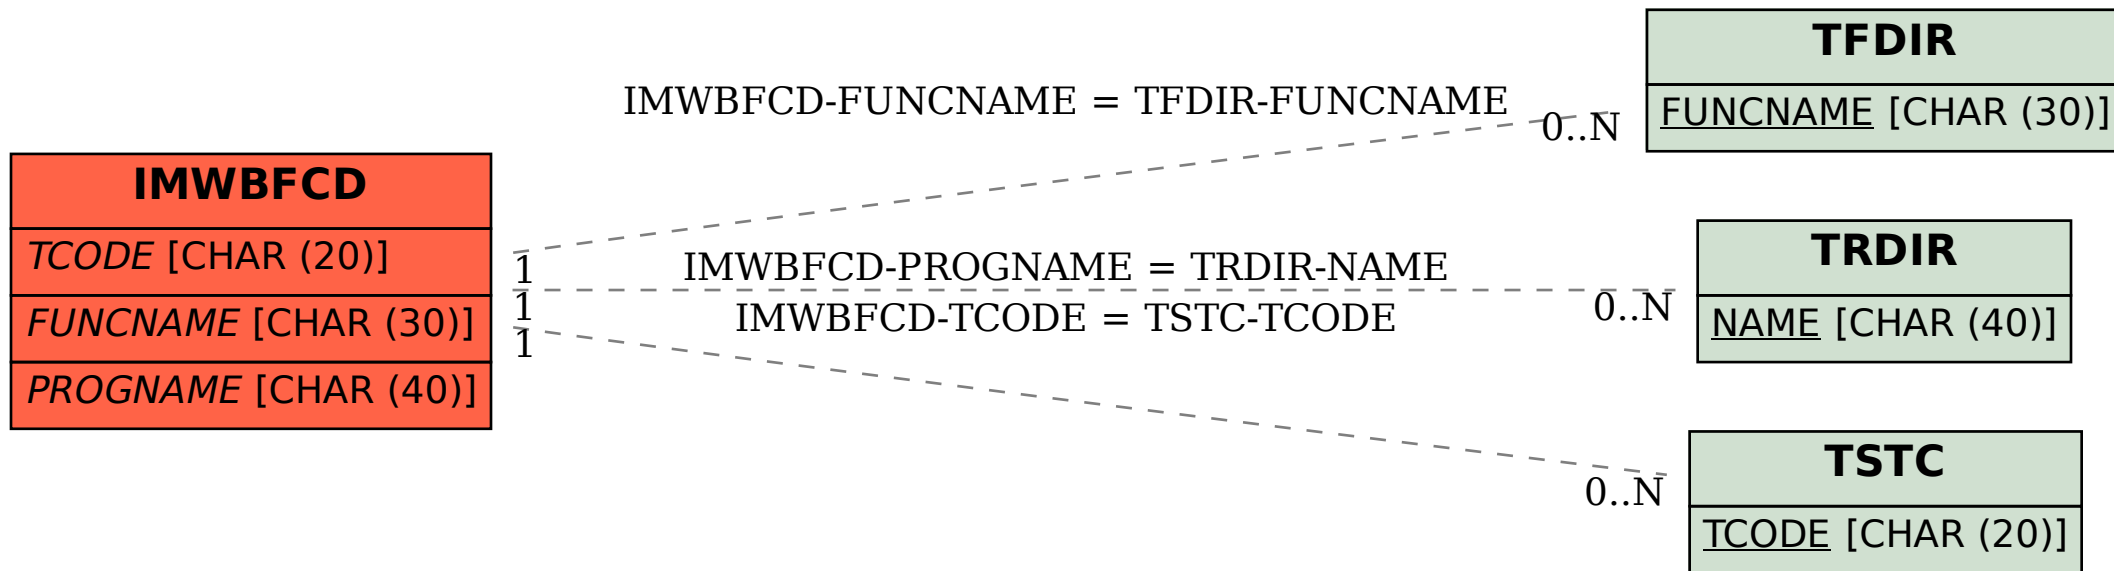 IMWBFCD
TCODE [CHAR (20)]
FUNCNAME [CHAR (30)]
PROGNAME [CHAR (40)]
IMWBFCD-FUNCNAME = TFDIR-FUNCNAME
0..N
1
IMWBFCD-PROGNAME = TRDIR-NAME
0..N
1
IMWBFCD-TCODE = TSTC-TCODE
0..N
1
TFDIR
FUNCNAME [CHAR (30)]
TRDIR
NAME [CHAR (40)]
TSTC
TCODE [CHAR (20)]